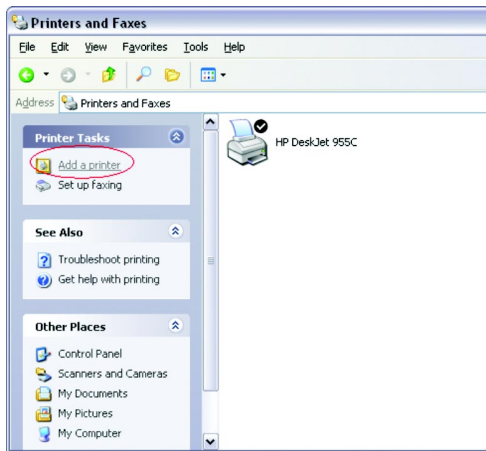 Printers and Faxes
File Edit View Favorites Tools Help
Address Printers and Faxes
Printer Tasks
Add a printer
Set up faxing
See Also
Troubleshoot printing
Get help with printing
Other Places
Control Panel
Scanners and Cameras
My Documents
My Pictures
My Computer
HP DeskJet 955C